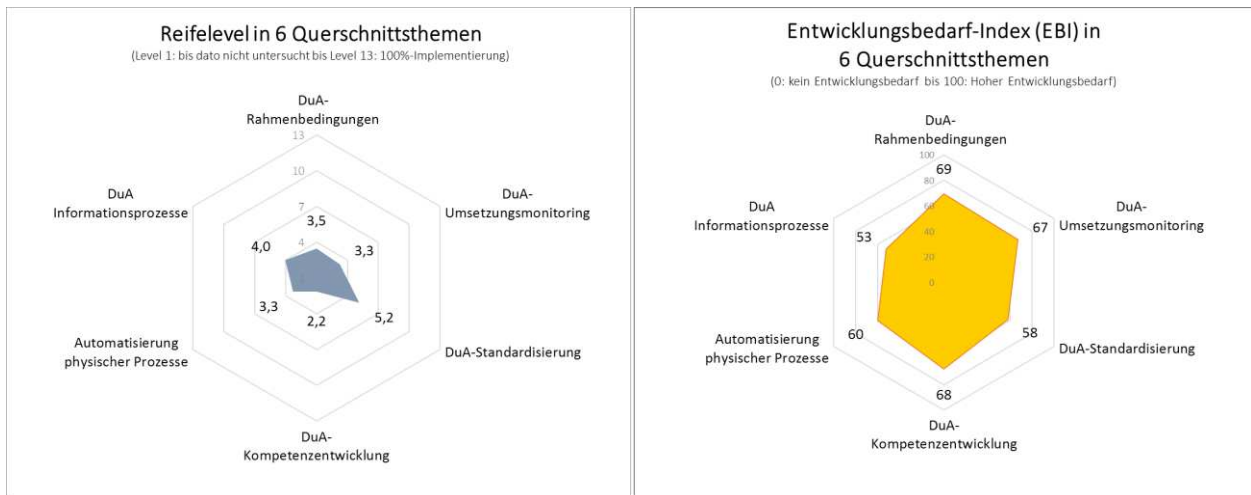 Reifelevel in 6 Querschnittsthemen
(Level 1: bis dato nicht untersucht bis Level 13: 100%-Implementierung)
DuA-
Rahmenbedingungen
13
10
7
4
DuA
Informationsprozesse
DuA-
Umsetzungsmonitoring
3,5
4,0
3,3
3,3
5,2
2,2
Automatisierung
physischer Prozesse
DuA-Standardisierung
DuA-
Kompetenzentwicklung
Entwicklungsbedarf-Index (EBI) in
6 Querschnittsthemen
(0: kein Entwicklungsbedarf bis 100: Hoher Entwicklungsbedarf)
DuA-
Rahmenbedingungen
100
80
60
40
20
0
69
DuA
Informationsprozesse
DuA-
Umsetzungsmonitoring
53
67
60
58
Automatisierung
physischer Prozesse
DuA-Standardisierung
68
DuA-
Kompetenzentwicklung